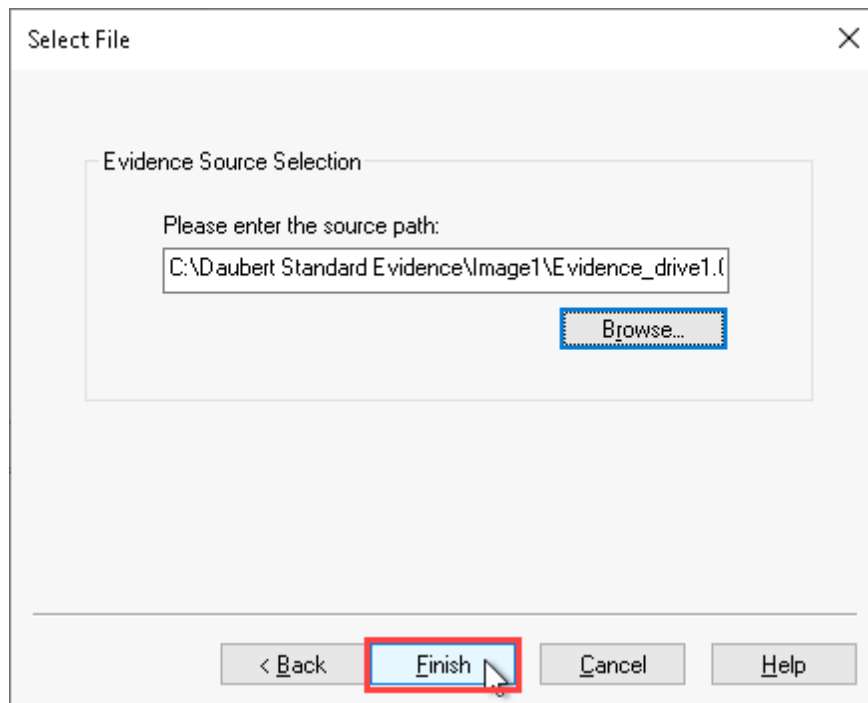 Select File
Evidence Source Selection
Please enter the source path:
C:\Daubert Standard Evidence\Image1\Evidence_drive1.
Browse...
< Back Finish Cancel Help